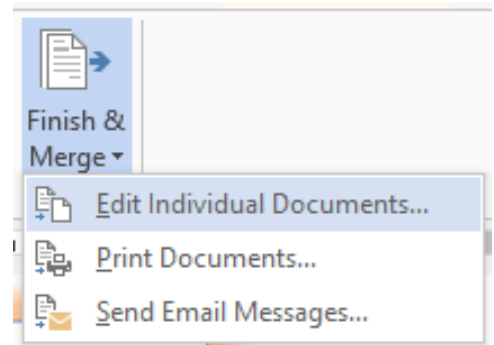 Finish &
Merge
Edit Individual Documents...
Print Documents...
Send Email Messages...